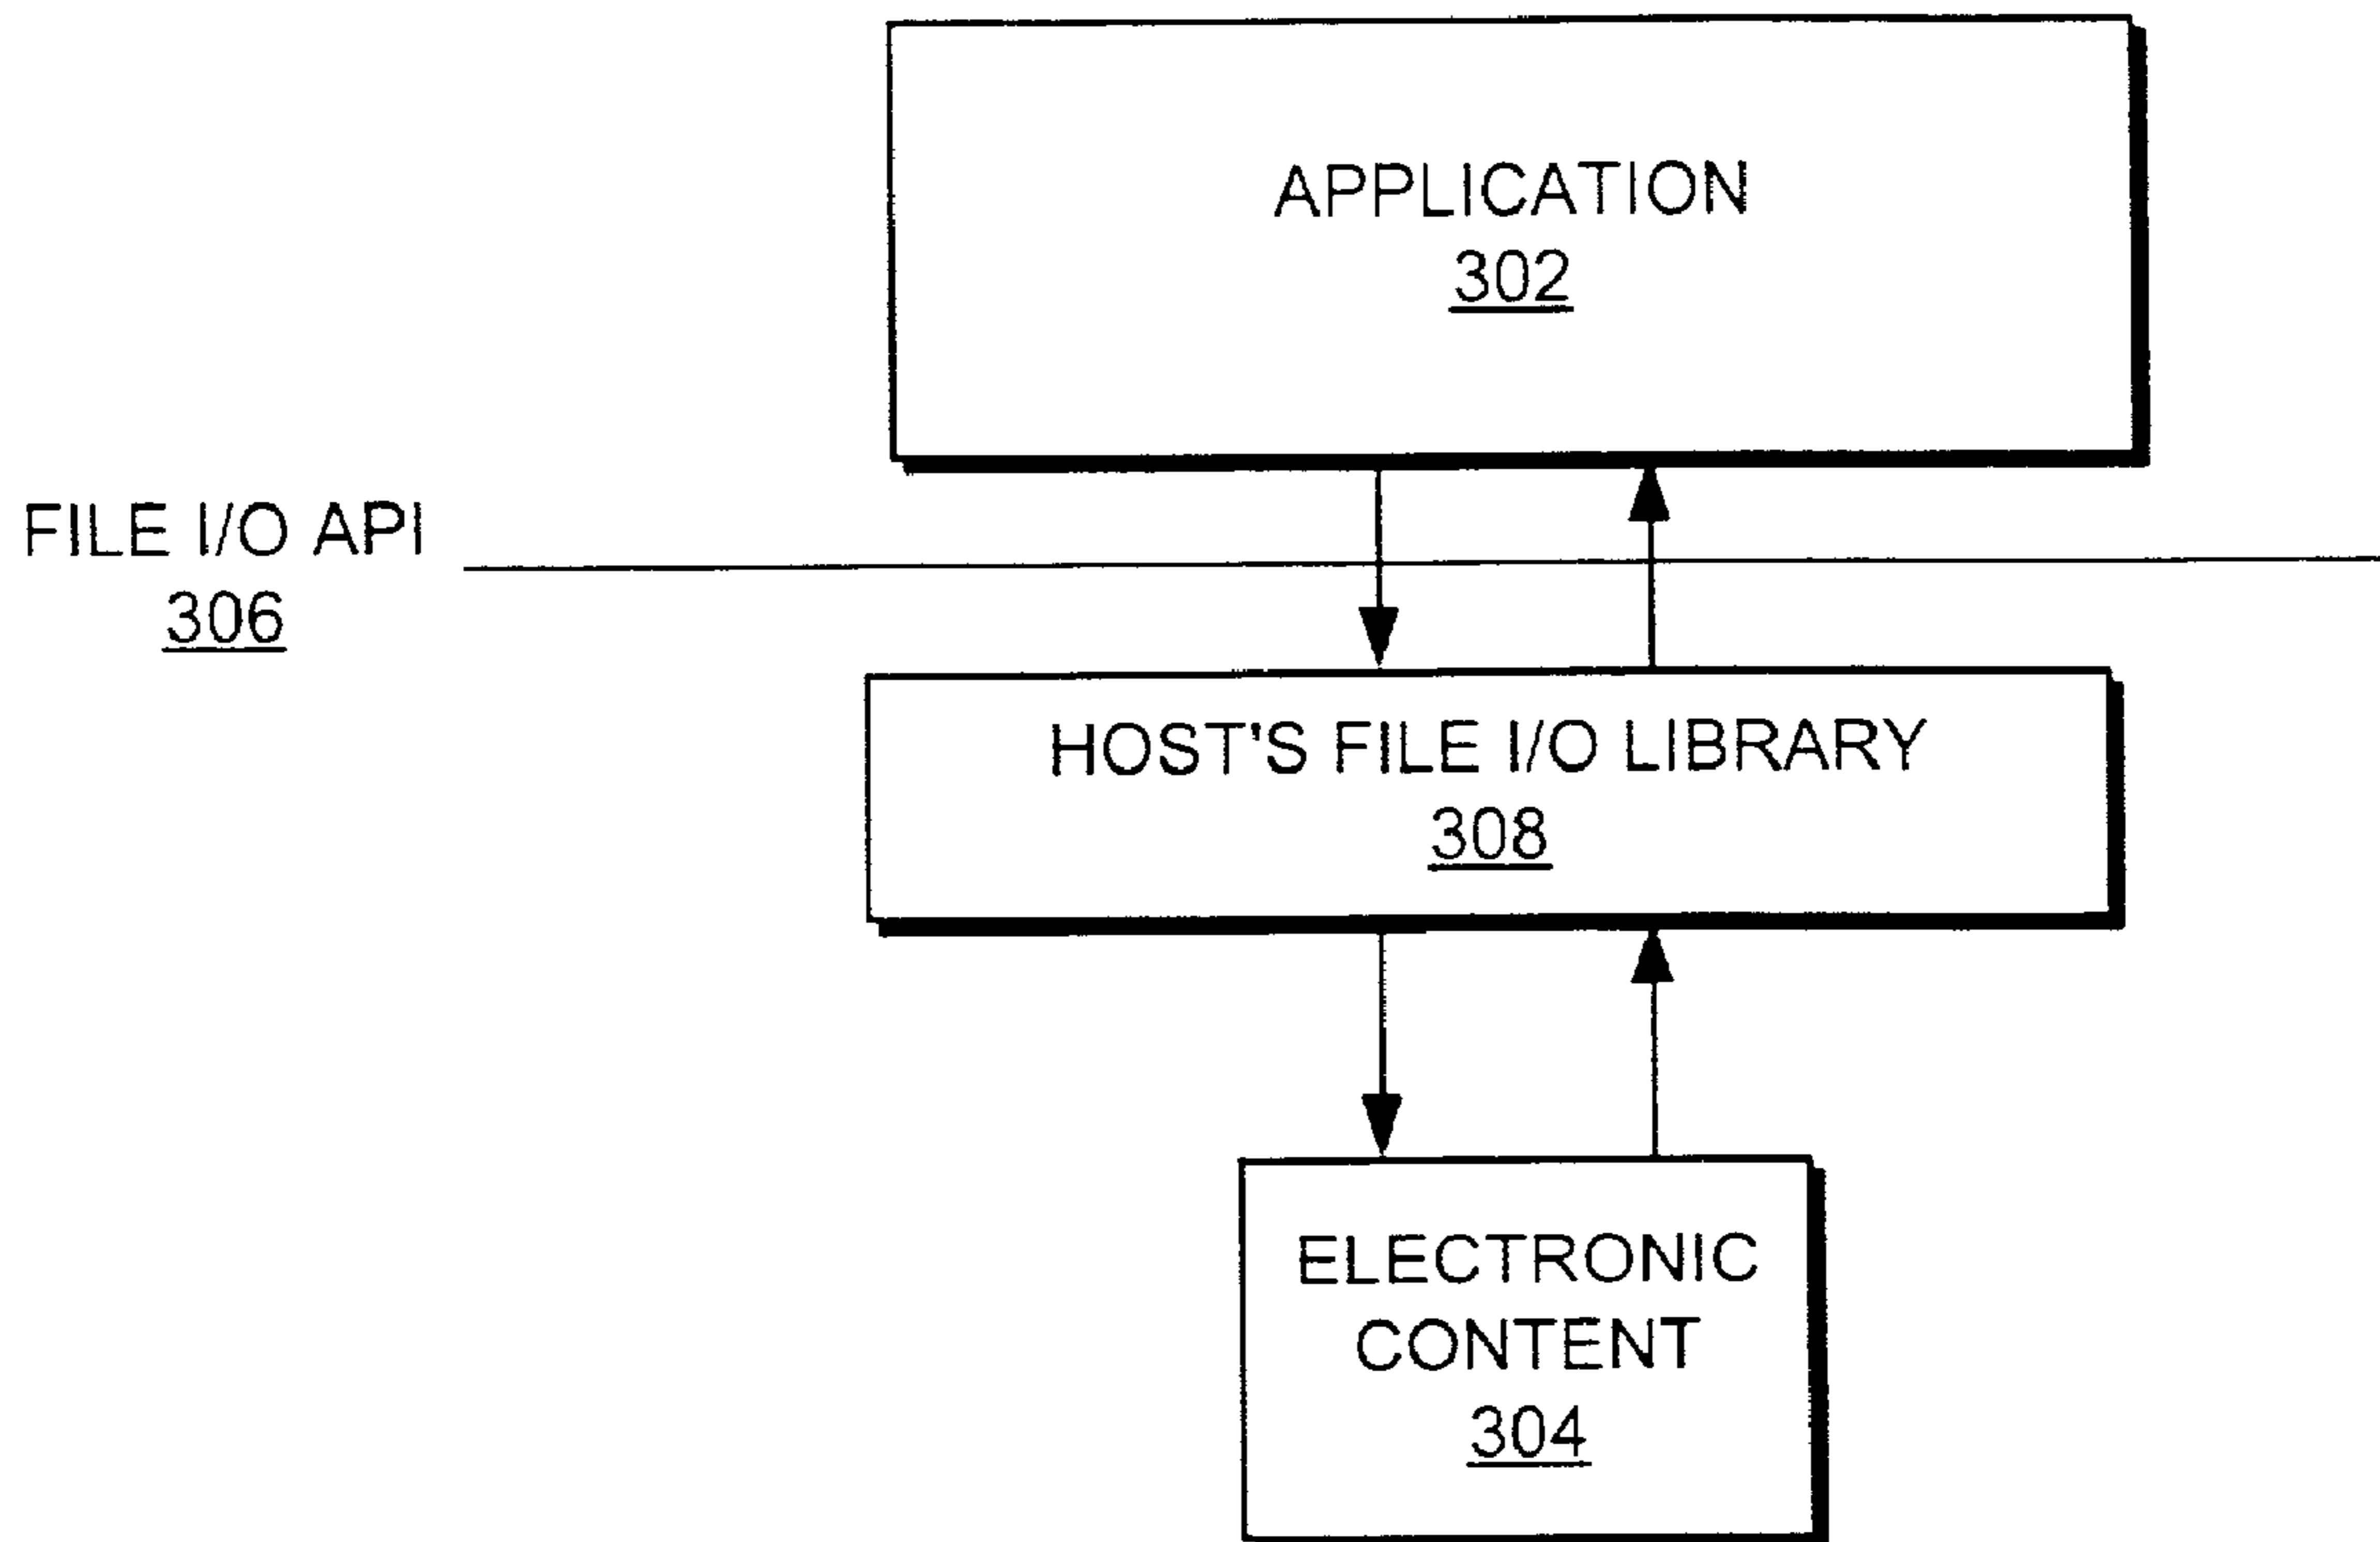 APPLICATION
302
FILE I/O API
306
HOST'S FILE I/O LIBRARY
308
ELECTRONIC
CONTENT
304